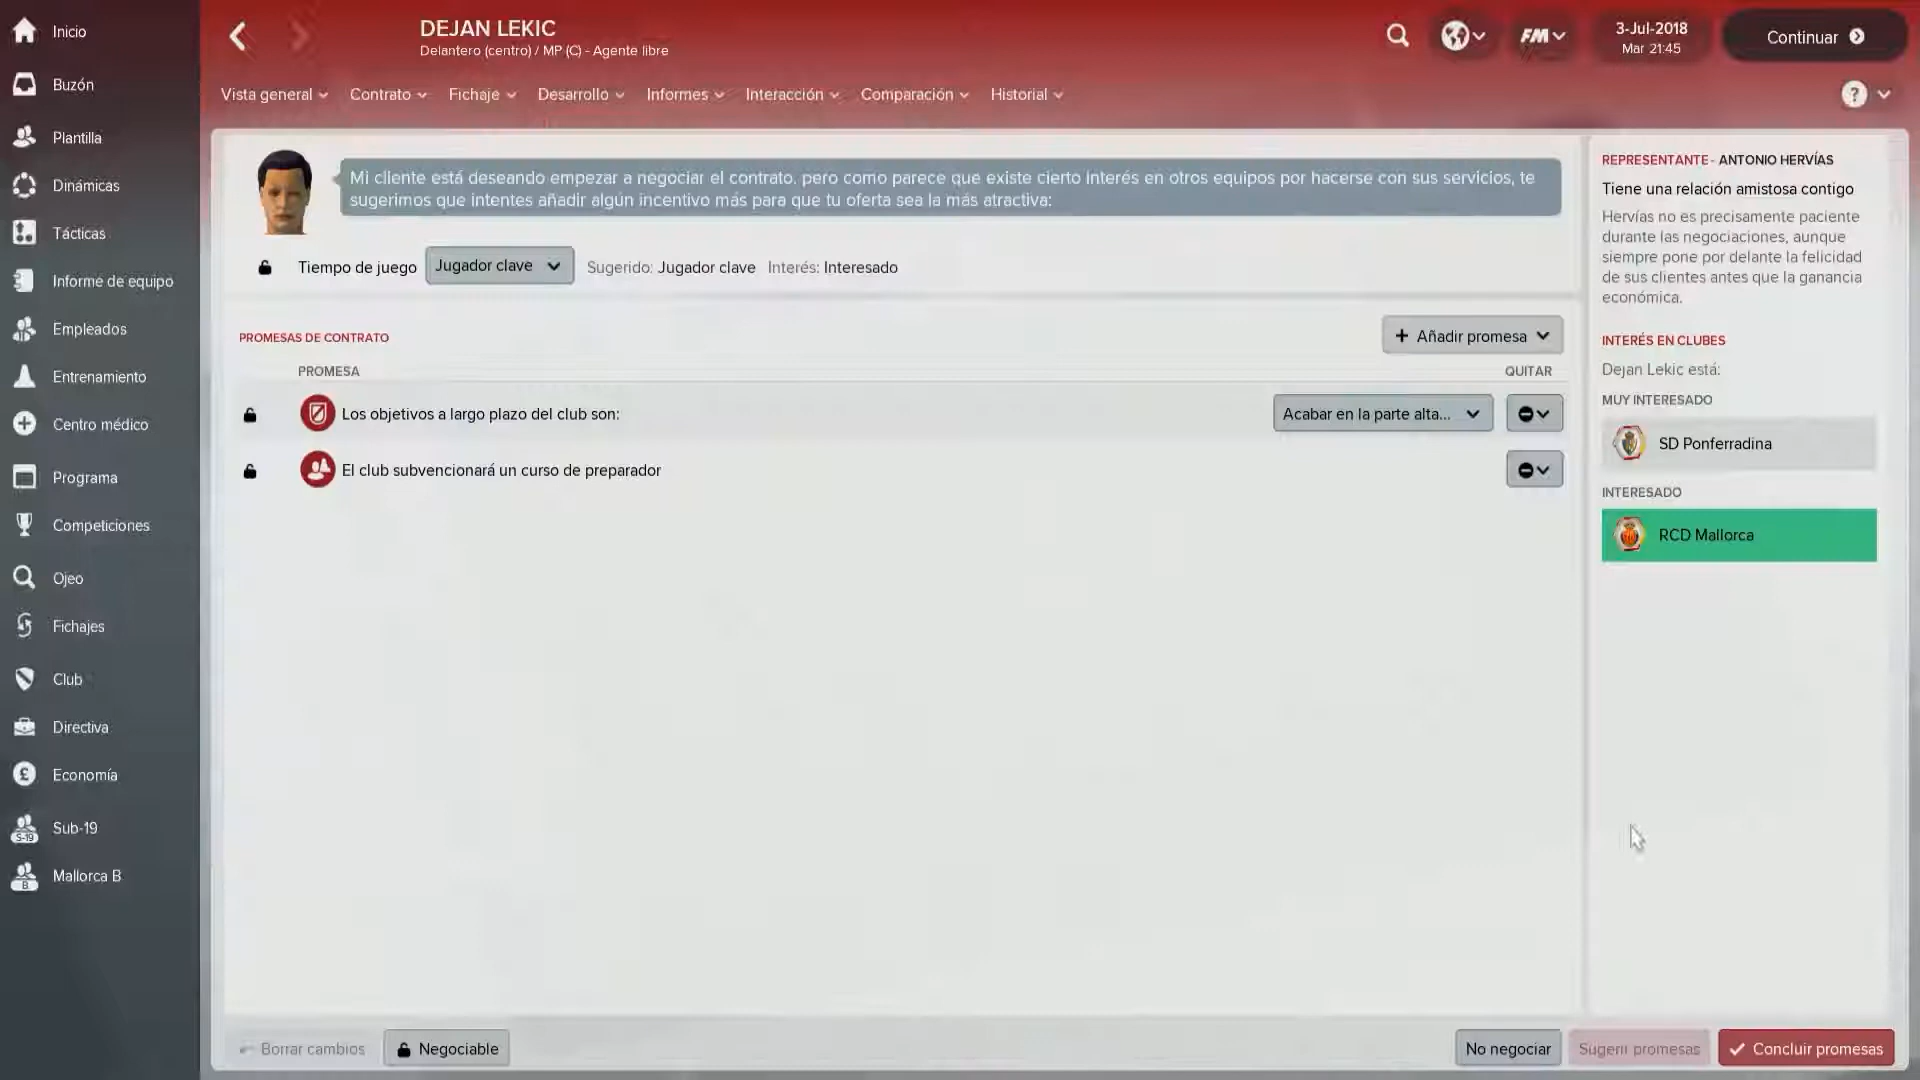 Inicio
Buzón
Plantilla
Dinámicas
Tácticas
Informe de equipo
Empleados
Entrenamiento
Centro médico
Programa
Competiciones
Ojeo
Fichajes
Club
Directiva
Economía
S-19
Sub-19
B
Mallorca B
DEJAN LEKIC
Delantero (centro) / MP (C) - Agente libre
FM
3-Jul-2018
Mar 21:45
Continuar
Vista general
Contrato
Fichaje
Desarrollo
Informes
Interacción
Comparación
Historial
?
Mi cliente está deseando empezar a negociar el contrato. pero como parece que existe cierto interés en otros equipos por hacerse con sus servicios, te
sugerimos que intentes añadir algún incentivo más para que tu oferta sea la más atractiva:
Tiempo de juego
Jugador clave
Sugerido: Jugador clave
Interés: Interesado
PROMESAS DE CONTRATO
+ Añadir promesa
PROMESA
QUITAR
Los objetivos a largo plazo del club son:
Acabar en la parte alta...
El club subvencionará un curso de preparador
REPRESENTANTE - ANTONIO HERVÍAS
Tiene una relación amistosa contigo
Hervías no es precisamente paciente
durante las negociaciones, aunque
siempre pone por delante la felicidad
de sus clientes antes que la ganancia
económica.
INTERÉS EN CLUBES
Dejan Lekic está:
MUY INTERESADO
SD Ponferradina
INTERESADO
RCD Mallorca
Borrar cambios
Negociable
No negociar
Sugerir promesas
Concluir promesas